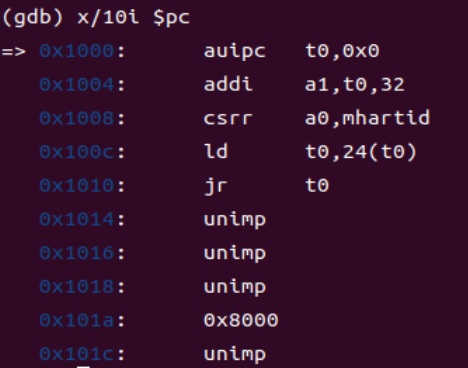 (gdb) x/10i $pc
=> 0x1000: auipc t0,0x0
0x1004: addi a1,t0,32
0x1008: csrr a0,mhartid
0x100c: ld t0,24(t0)
0x1010: jr t0
0x1014: unimp
0x1016: unimp
0x1018: unimp
0x101a: 0x8000
0x101c: unimp